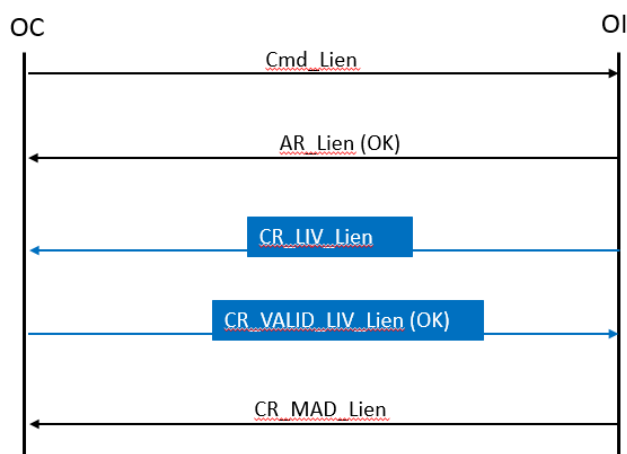 OC
OI
Cmd_Lien
AR_Lien (OK)
CR_LIV_Lien
CR_VALID_LIV_Lien (OK)
CR_MAD_Lien